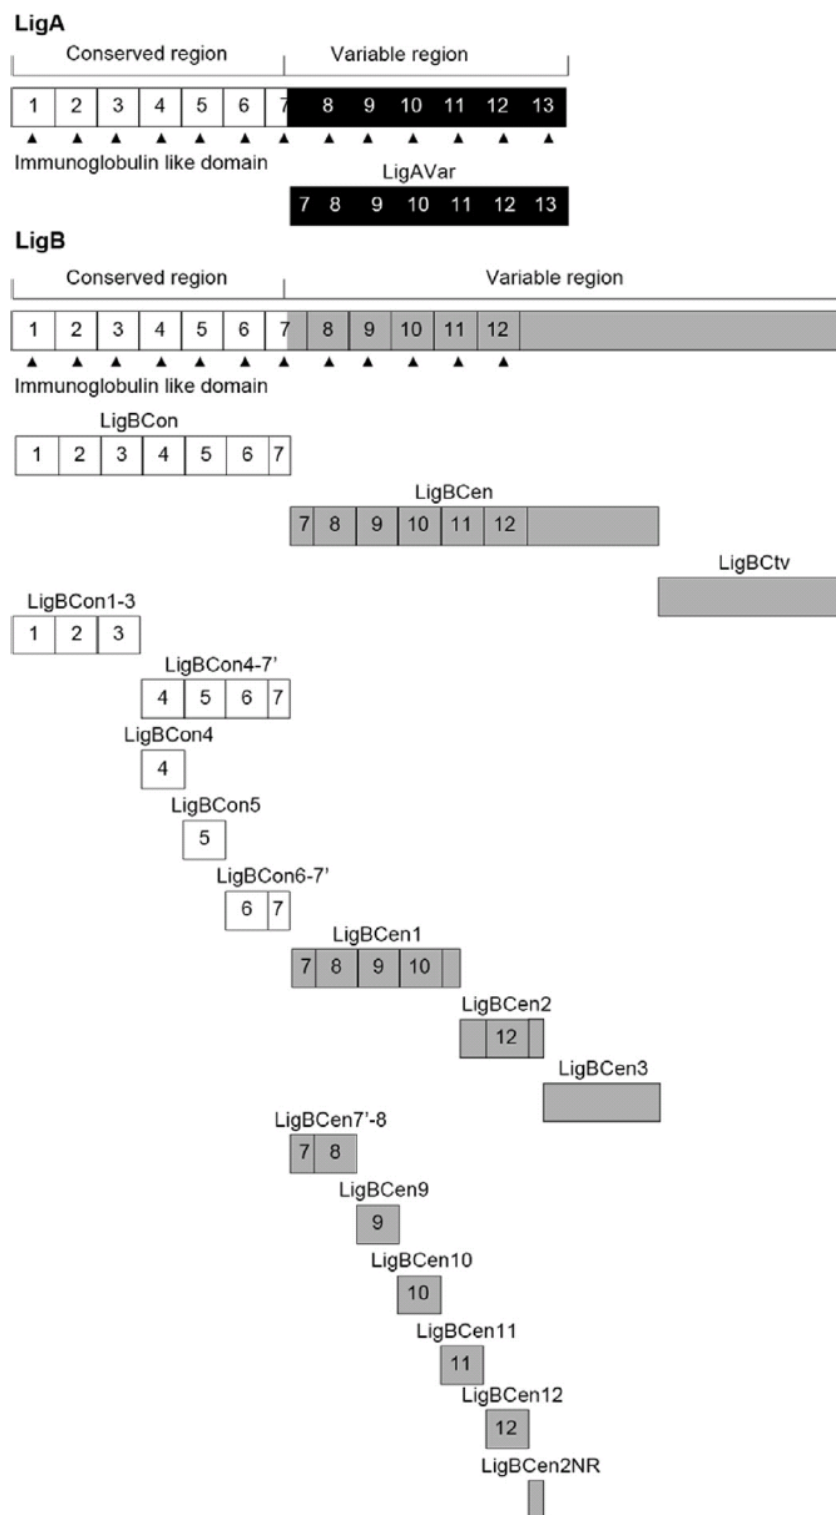 LigA
Conserved region Variable region
1 2 3 4 5 6 7 8 9 10 11 12 13
Immunoglobulin like domain
LigAVar
7 8 9 10 11 12 13
LigB
Conserved region Variable region
1 2 3 4 5 6 7 8 9 10 11 12
Immunoglobulin like domain
LigBCon
1 2 3 4 5 6 7
LigBCen
7 8 9 10 11 12
LigBCtv
LigBCon1-3
1 2 3
LigBCon4-7'
4 5 6 7
LigBCon4
4
LigBCon5
5
LigBCon6-7'
6 7
LigBCen1
7 8 9 10
LigBCen2
12
LigBCen3
LigBCen7'-8
7 8
LigBCen9
9
LigBCen10
10
LigBCen11
11
LigBCen12
12
LigBCen2NR